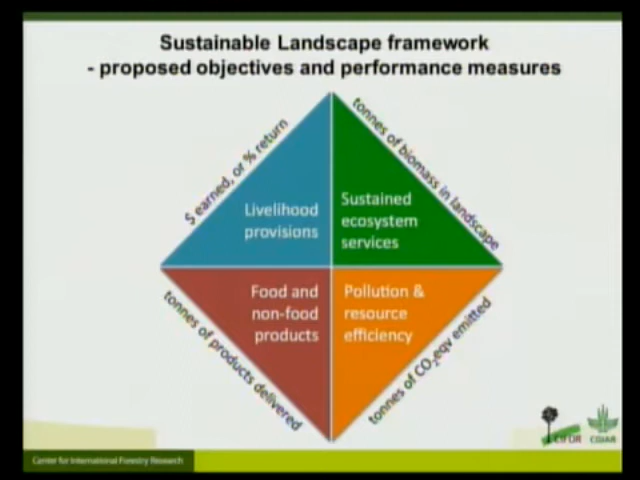 Sustainable Landscape framework
- proposed objectives and performance measures
$ earned, or % return
tonnes of biomass in landscape
Livelihood
provisions
Sustained
ecosystem
services
Food and
non-food
products
Pollution &
resource
efficiency
tonnes of products delivered
tonnes of CO₂eqv emitted
Center for International Forestry Research
CIFOR
CGIAR